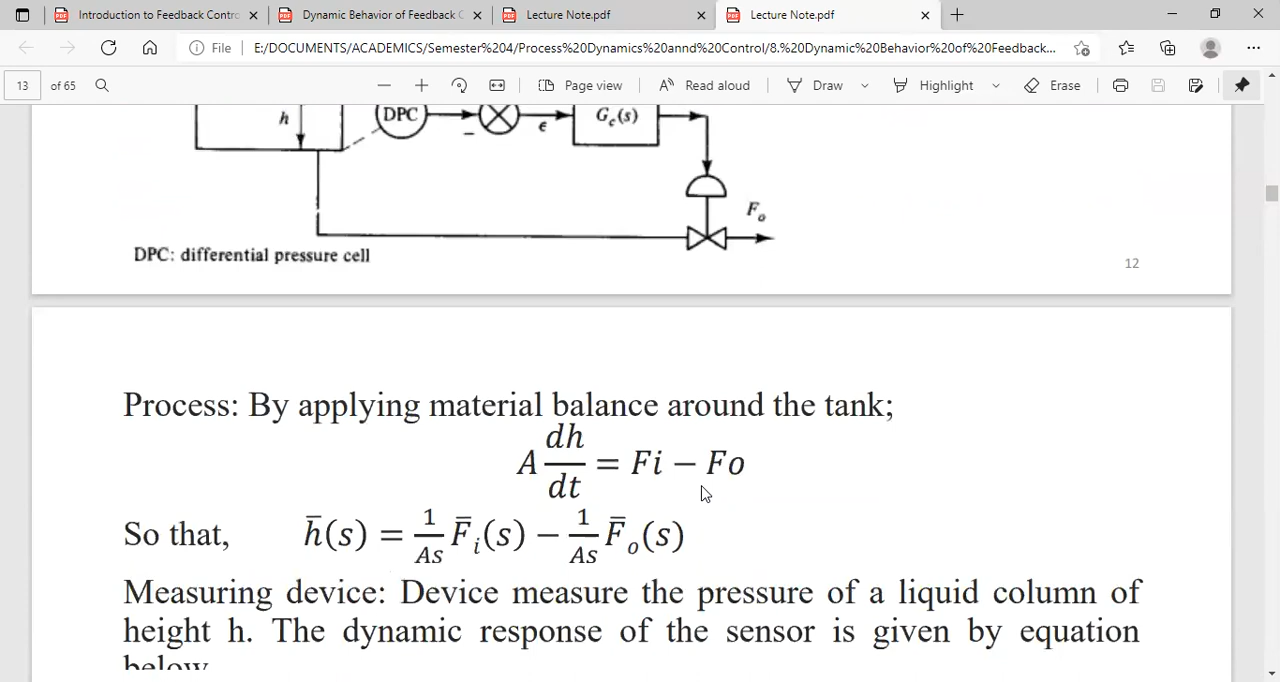 Introduction to Feedback Contro
Dynamic Behavior of Feedback C
Lecture Note.pdf
Lecture Note.pdf
File
E:/DOCUMENTS/ACADEMICS/Semester%204/Process%20Dynamics%20annd%20Control/8.%20Dynamic%20Behavior%20of%20Feedback...
13 of 65
Page view
Read aloud
Draw
Highlight
Erase
h
DPC
−
ϵ
Gc(s)
Fo
DPC: differential pressure cell
12
Process: By applying material balance around the tank;
A dh/dt = Fi − Fo
So that, h̄(s) = 1/As F̄i(s) − 1/As F̄o(s)
Measuring device: Device measure the pressure of a liquid column of
height h. The dynamic response of the sensor is given by equation
below